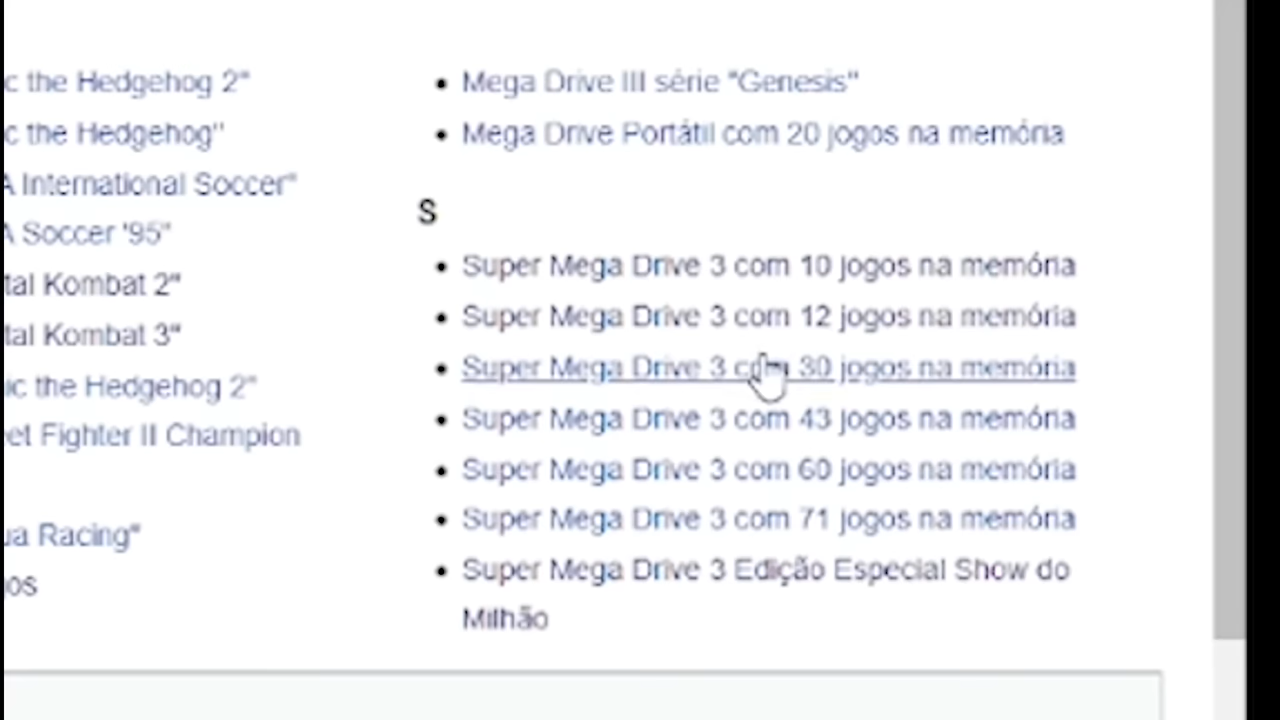 c the Hedgehog 2"
c the Hedgehog"
A International Soccer"
A Soccer '95"
tal Kombat 2"
tal Kombat 3"
ic the Hedgehog 2"
eet Fighter II Champion
ua Racing"
os
Mega Drive III série "Genesis"
Mega Drive Portátil com 20 jogos na memória
S
Super Mega Drive 3 com 10 jogos na memória
Super Mega Drive 3 com 12 jogos na memória
Super Mega Drive 3 com 30 jogos na memória
Super Mega Drive 3 com 43 jogos na memória
Super Mega Drive 3 com 60 jogos na memória
Super Mega Drive 3 com 71 jogos na memória
Super Mega Drive 3 Edição Especial Show do
Milhão